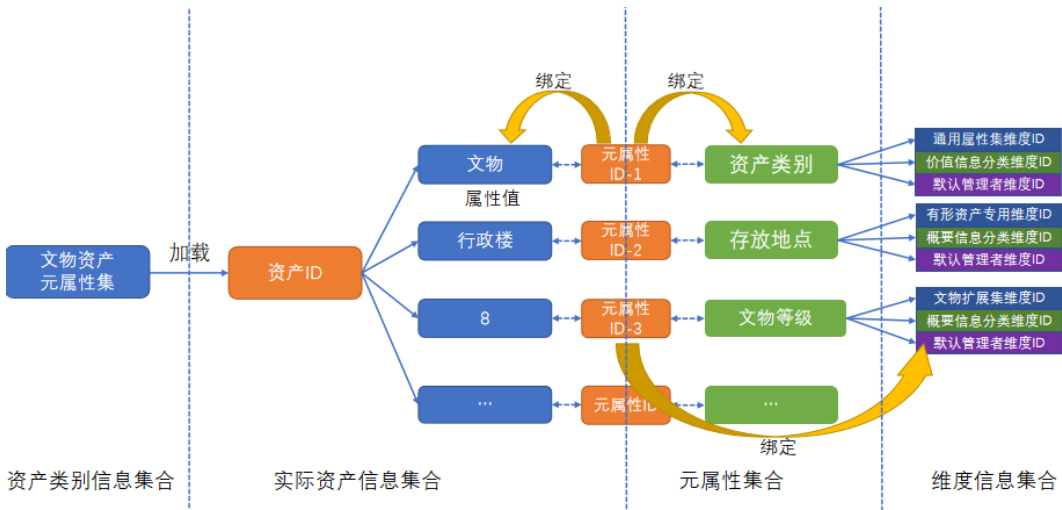 绑定
绑定
文物
元属性
ID-1
资产类别
通用属性集维度ID
价值信息分类维度ID
默认管理者维度ID
属性值
行政楼
元属性
ID-2
存放地点
有形资产专用维度ID
概要信息分类维度ID
默认管理者维度ID
文物资产
元属性集
加载
资产ID
8
元属性
ID-3
文物等级
文物扩展集维度ID
概要信息分类维度ID
默认管理者维度ID
...
元属性ID
...
绑定
资产类别信息集合
实际资产信息集合
元属性集合
维度信息集合